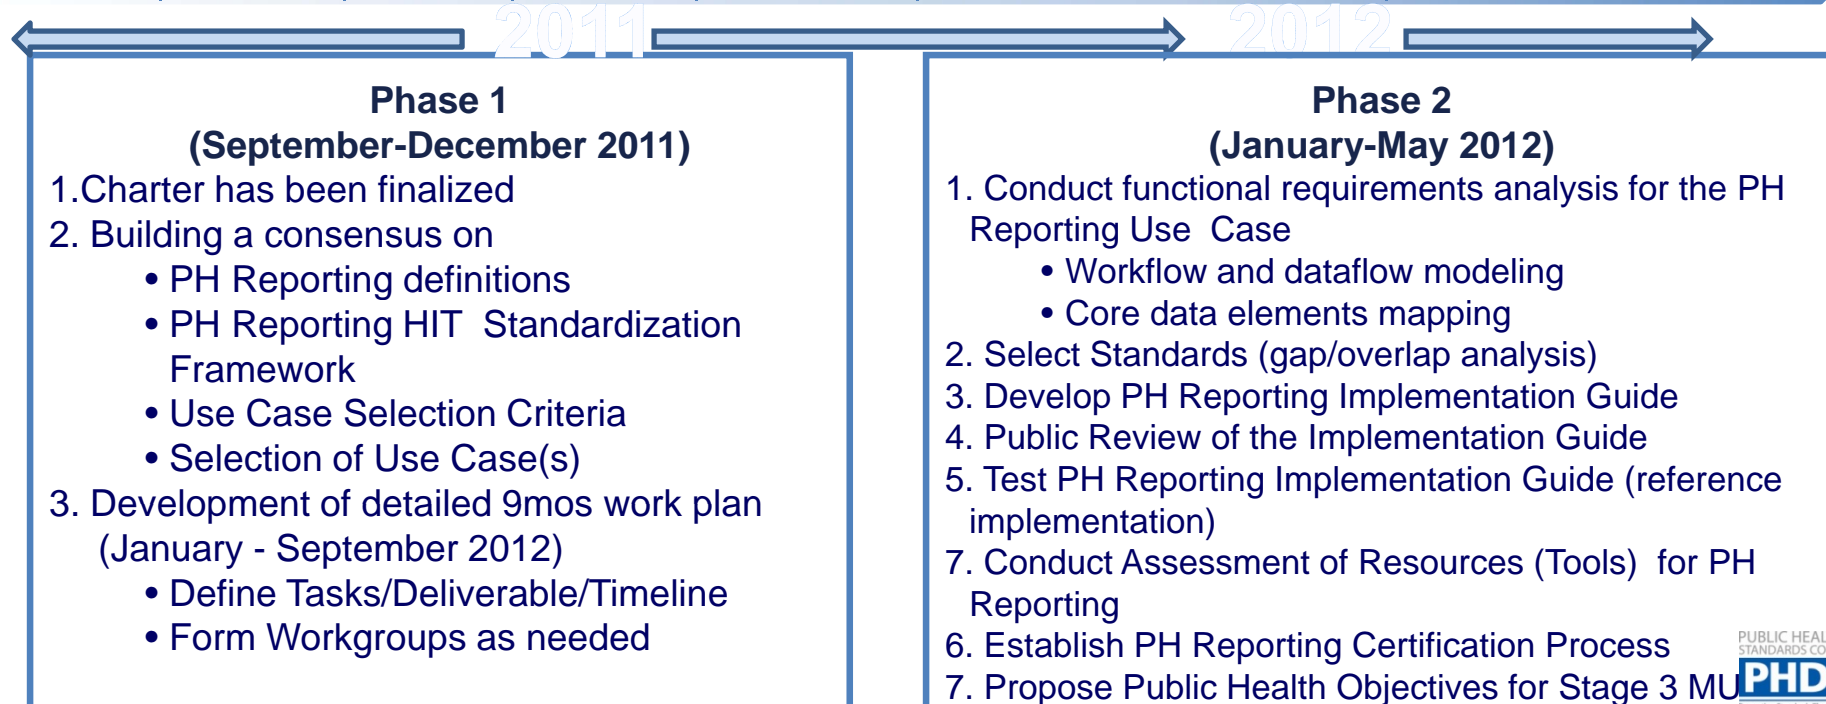 2011
2012
Phase 1
(September-December 2011)
1.Charter has been finalized
2. Building a consensus on
• PH Reporting definitions
• PH Reporting HIT Standardization
Framework
• Use Case Selection Criteria
• Selection of Use Case(s)
3. Development of detailed 9mos work plan
(January - September 2012)
• Define Tasks/Deliverable/Timeline
• Form Workgroups as needed
Phase 2
(January-May 2012)
1. Conduct functional requirements analysis for the PH
Reporting Use Case
• Workflow and dataflow modeling
• Core data elements mapping
2. Select Standards (gap/overlap analysis)
3. Develop PH Reporting Implementation Guide
4. Public Review of the Implementation Guide
5. Test PH Reporting Implementation Guide (reference
implementation)
7. Conduct Assessment of Resources (Tools) for PH
Reporting
6. Establish PH Reporting Certification Process
7. Propose Public Health Objectives for Stage 3 MU
PUBLIC HEAL
STANDARDS CO
PHD